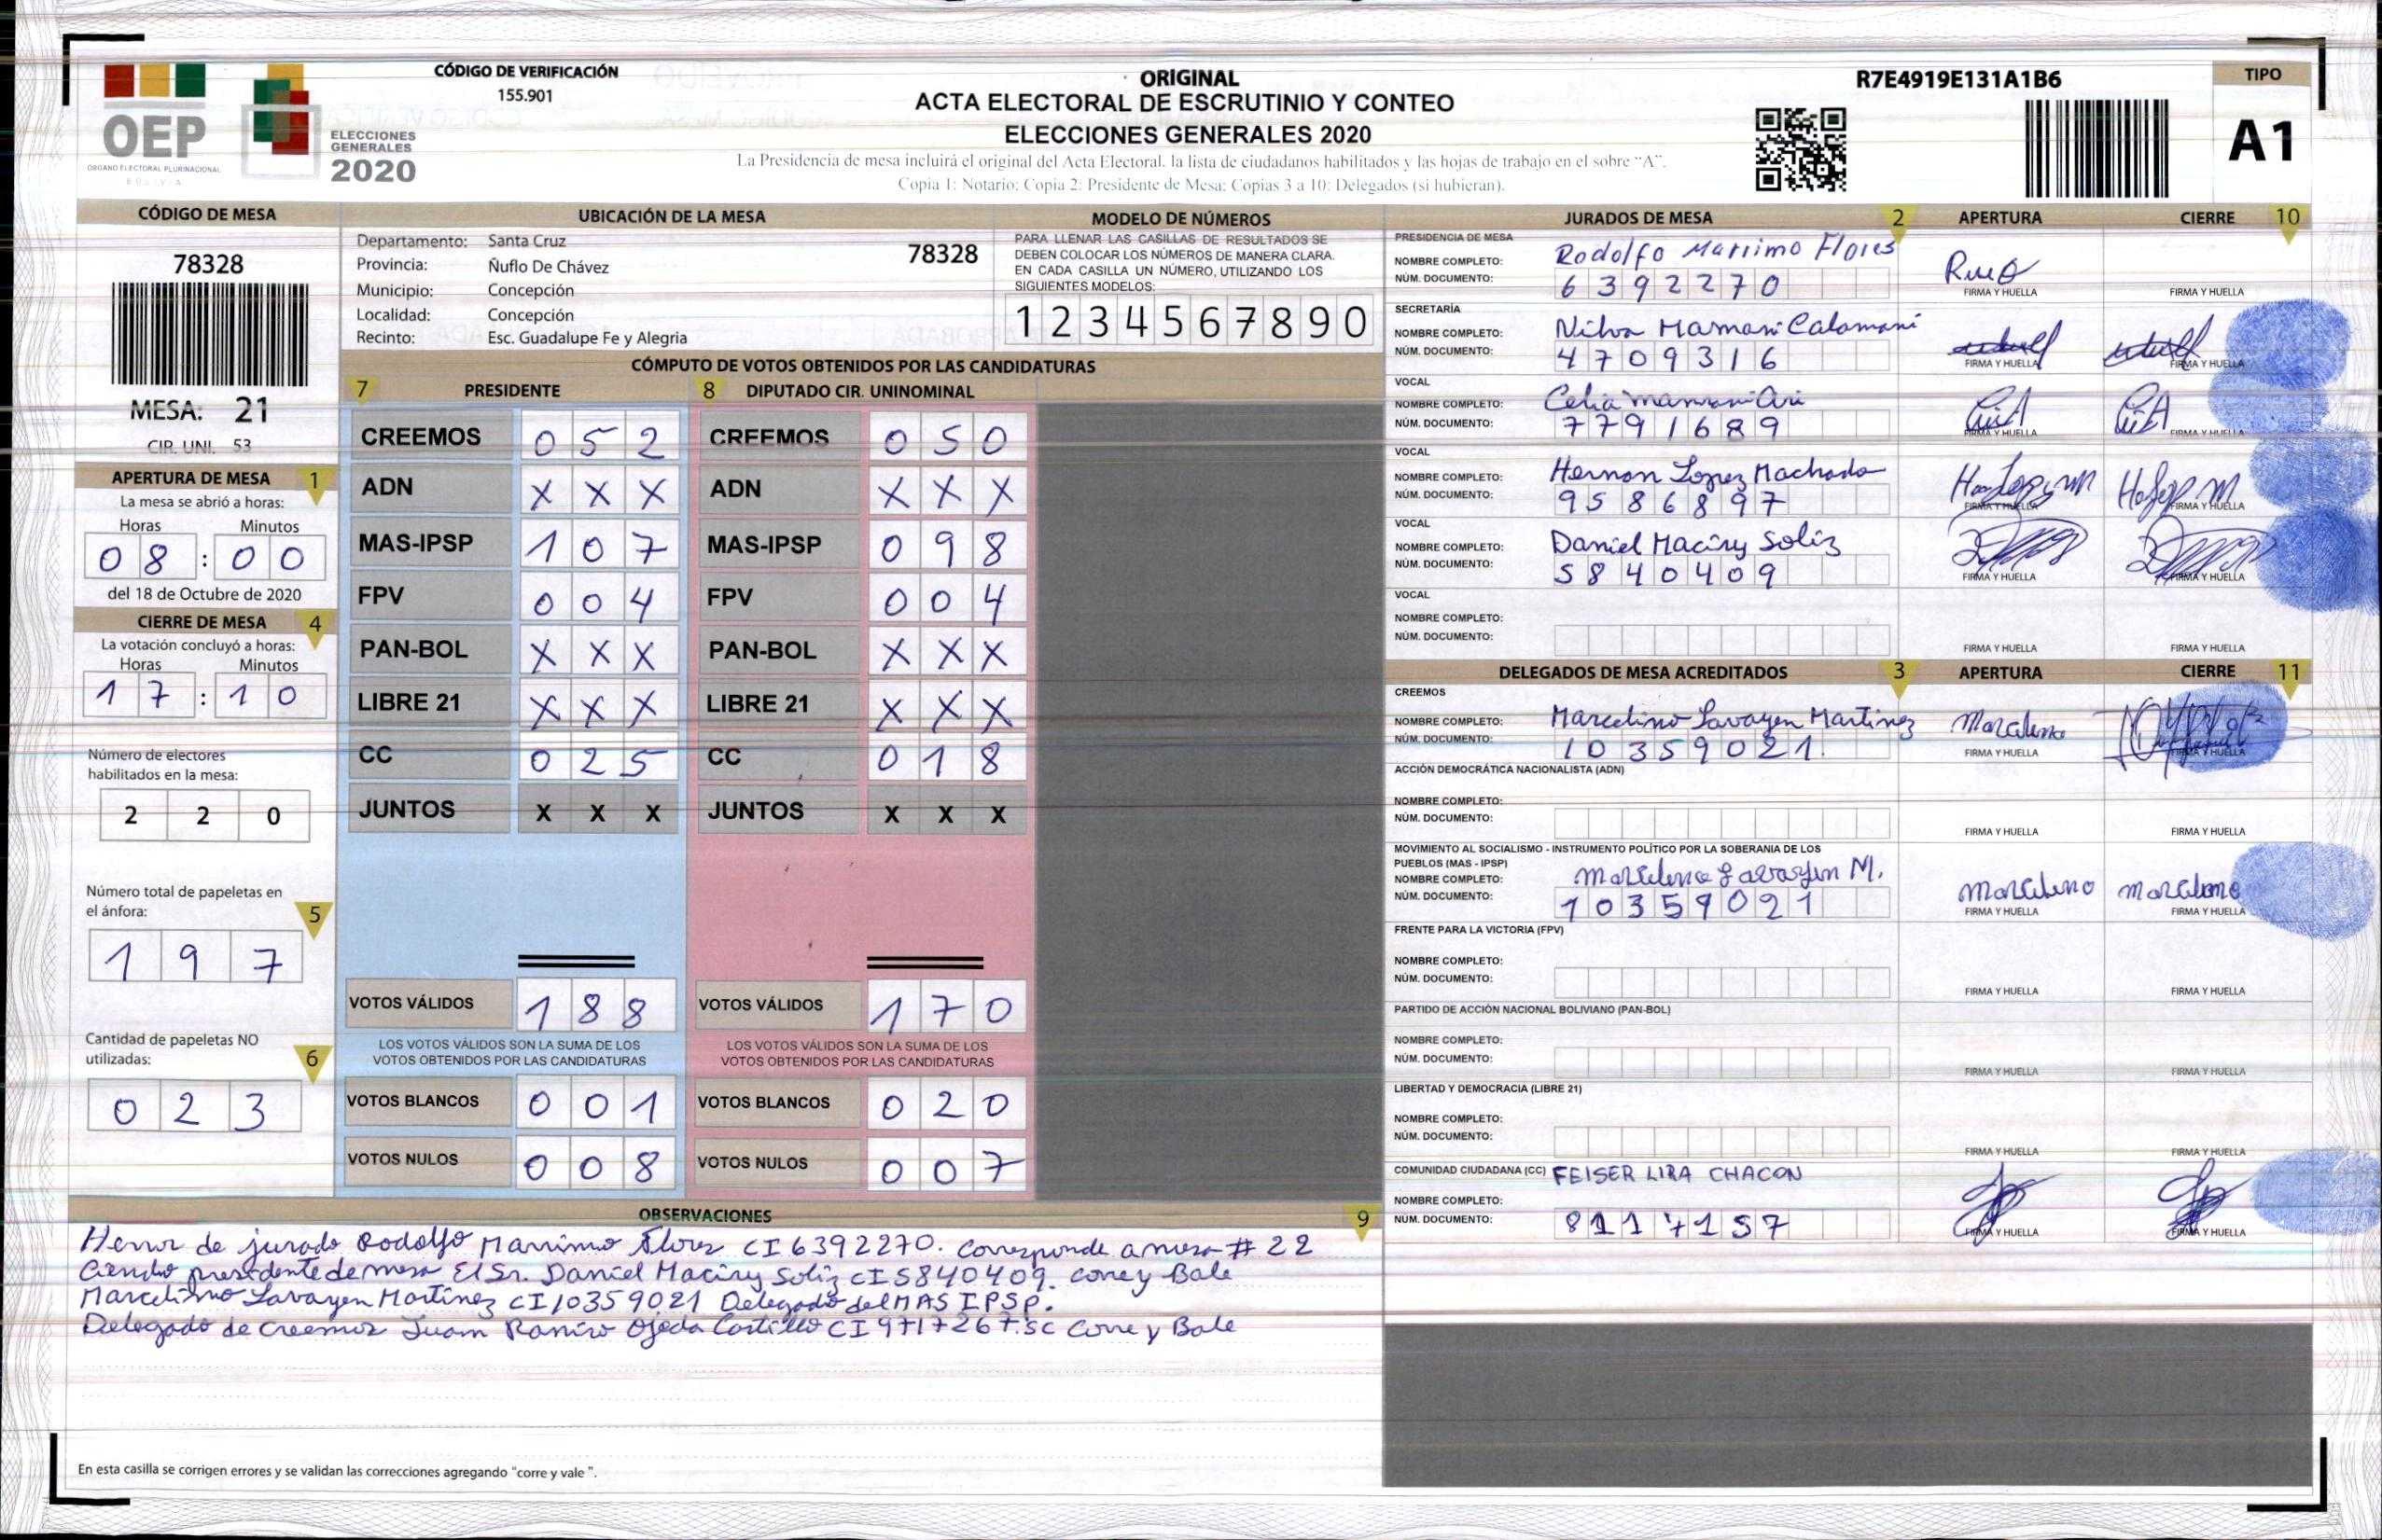 CÓDIGO DE VERIFICACIÓN
155.901
OEP
ORGANO ELECTORAL PLURINACIONAL
BOLIVIA
ELECCIONES
GENERALES
2020
ORIGINAL
ACTA ELECTORAL DE ESCRUTINIO Y CONTEO
ELECCIONES GENERALES 2020
La Presidencia de mesa incluirá el original del Acta Electoral, la lista de ciudadanos habilitados y las hojas de trabajo en el sobre "A".
Copia 1: Notario; Copia 2: Presidente de Mesa; Copias 3 a 10: Delegados (si hubieran).
R7E4919E131A1B6
TIPO
A1
CÓDIGO DE MESA
78328
MESA: 21
CIR. UNI. 53
APERTURA DE MESA 1
La mesa se abrió a horas:
Horas Minutos
08 : 00
del 18 de Octubre de 2020
CIERRE DE MESA 4
La votación concluyó a horas:
Horas Minutos
17 : 10
Número de electores
habilitados en la mesa:
2 2 0
Número total de papeletas en
el ánfora:
5
1 9 7
Cantidad de papeletas NO
utilizadas:
6
0 2 3
UBICACIÓN DE LA MESA
Departamento: Santa Cruz
78328
Provincia: Ñuflo De Chávez
Municipio: Concepción
Localidad: Concepción
Recinto: Esc. Guadalupe Fe y Alegria
MODELO DE NÚMEROS
PARA LLENAR LAS CASILLAS DE RESULTADOS SE
DEBEN COLOCAR LOS NÚMEROS DE MANERA CLARA.
EN CADA CASILLA UN NÚMERO, UTILIZANDO LOS
SIGUIENTES MODELOS:
1 2 3 4 5 6 7 8 9 0
CÓMPUTO DE VOTOS OBTENIDOS POR LAS CANDIDATURAS
7 PRESIDENTE
CREEMOS 0 5 2
ADN X X X
MAS-IPSP 1 0 7
FPV 0 0 4
PAN-BOL X X X
LIBRE 21 X X X
CC 0 2 5
JUNTOS X X X
VOTOS VÁLIDOS 1 8 8
LOS VOTOS VÁLIDOS SON LA SUMA DE LOS
VOTOS OBTENIDOS POR LAS CANDIDATURAS
VOTOS BLANCOS 0 0 1
VOTOS NULOS 0 0 8
8 DIPUTADO CIR. UNINOMINAL
CREEMOS 0 5 0
ADN X X X
MAS-IPSP 0 9 8
FPV 0 0 4
PAN-BOL X X X
LIBRE 21 X X X
CC 0 1 8
JUNTOS X X X
VOTOS VÁLIDOS 1 7 0
LOS VOTOS VÁLIDOS SON LA SUMA DE LOS
VOTOS OBTENIDOS POR LAS CANDIDATURAS
VOTOS BLANCOS 0 2 0
VOTOS NULOS 0 0 7
JURADOS DE MESA 2 APERTURA CIERRE 10
PRESIDENCIA DE MESA
NOMBRE COMPLETO: Rodolfo Flores
NÚM. DOCUMENTO: 6392270
FIRMA Y HUELLA FIRMA Y HUELLA
SECRETARÍA
NOMBRE COMPLETO: Mamani Calamani
NÚM. DOCUMENTO: 4709316
FIRMA Y HUELLA FIRMA Y HUELLA
VOCAL
NOMBRE COMPLETO: Celia Mamani Ari
NÚM. DOCUMENTO: 7791689
FIRMA Y HUELLA FIRMA Y HUELLA
VOCAL
NOMBRE COMPLETO: Hernan Lopez Machado
NÚM. DOCUMENTO: 9586897
FIRMA Y HUELLA FIRMA Y HUELLA
VOCAL
NOMBRE COMPLETO: Daniel Maciry Soliz
NÚM. DOCUMENTO: 5840409
FIRMA Y HUELLA FIRMA Y HUELLA
VOCAL
NOMBRE COMPLETO:
NÚM. DOCUMENTO:
FIRMA Y HUELLA FIRMA Y HUELLA
DELEGADOS DE MESA ACREDITADOS 3 APERTURA CIERRE 11
CREEMOS
NOMBRE COMPLETO: Marcelino Lavayen Martinez Marcelino
NÚM. DOCUMENTO: 10359021.
FIRMA Y HUELLA FIRMA Y HUELLA
ACCIÓN DEMOCRÁTICA NACIONALISTA (ADN)
NOMBRE COMPLETO:
NÚM. DOCUMENTO:
FIRMA Y HUELLA FIRMA Y HUELLA
MOVIMIENTO AL SOCIALISMO - INSTRUMENTO POLÍTICO POR LA SOBERANIA DE LOS
PUEBLOS (MAS - IPSP)
NOMBRE COMPLETO: Marcelino Lavayen M. Marcelino Marcelino
NÚM. DOCUMENTO: 10359021
FIRMA Y HUELLA FIRMA Y HUELLA
FRENTE PARA LA VICTORIA (FPV)
NOMBRE COMPLETO:
NÚM. DOCUMENTO:
FIRMA Y HUELLA FIRMA Y HUELLA
PARTIDO DE ACCIÓN NACIONAL BOLIVIANO (PAN-BOL)
NOMBRE COMPLETO:
NÚM. DOCUMENTO:
FIRMA Y HUELLA FIRMA Y HUELLA
LIBERTAD Y DEMOCRACIA (LIBRE 21)
NOMBRE COMPLETO:
NÚM. DOCUMENTO:
FIRMA Y HUELLA FIRMA Y HUELLA
COMUNIDAD CIUDADANA (CC) FEISER LIRA CHACON
NOMBRE COMPLETO:
NÚM. DOCUMENTO: 8114157
FIRMA Y HUELLA FIRMA Y HUELLA
OBSERVACIONES 9
de jurado Rodolfo CI 6392270. Corresponde a mesa # 22
Ciendo presidente de mesa El Sr. Daniel Maciry Soliz CI 5840409. corre y Bale
Marcelino Lavayen Martinez CI 10359021 Delegado del MAS IPSP.
Delegado de Creemos Juan Ramiro Ojeda Castillo CI 9717267.SC Corre y Bale
En esta casilla se corrigen errores y se validan las correcciones agregando "corre y vale ".